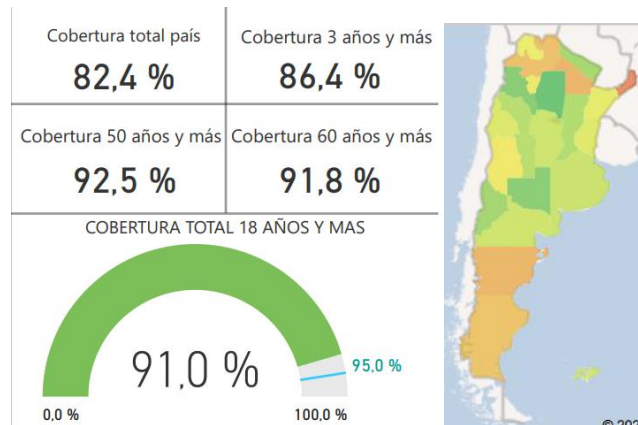 Cobertura total país
82,4 %
Cobertura 3 años y más
86,4 %
Cobertura 50 años y más
92,5 %
Cobertura 60 años y más
91,8 %
COBERTURA TOTAL 18 AÑOS Y MAS
91,0 %
95,0 %
0,0 %
100,0 %